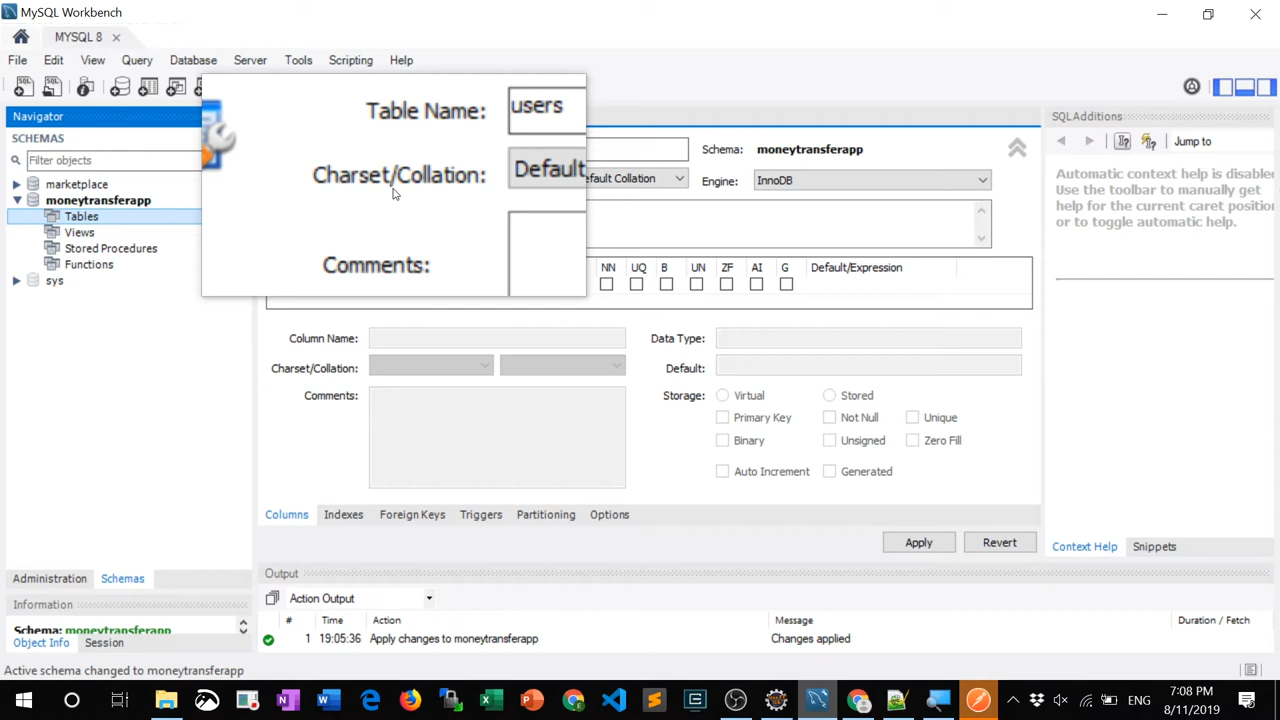 MySQL Workbench
MYSQL 8
File Edit View Query Database Server Tools Scripting Help
Navigator
SCHEMAS
Filter objects
marketplace
moneytransferapp
Tables
Views
Stored Procedures
Functions
sys
Table Name: users
Charset/Collation: Default
Comments:
Schema: moneytransferapp
efault Collation Engine: InnoDB
NN UQ B UN ZF AI G Default/Expression
Column Name: Data Type:
Charset/Collation: Default:
Comments: Storage: Virtual Stored
Primary Key Not Null Unique
Binary Unsigned Zero Fill
Auto Increment Generated
Columns Indexes Foreign Keys Triggers Partitioning Options
Apply Revert
SQLAdditions
Jump to
Automatic context help is disable
Use the toolbar to manually get
help for the current caret position
or to toggle automatic help.
Context Help Snippets
Administration Schemas
Information
Schema: moneytransferapp
Object Info Session
Output
Action Output
# Time Action Message Duration / Fetch
1 19:05:36 Apply changes to moneytransferapp Changes applied
Active schema changed to moneytransferapp
ENG
7:08 PM
8/11/2019